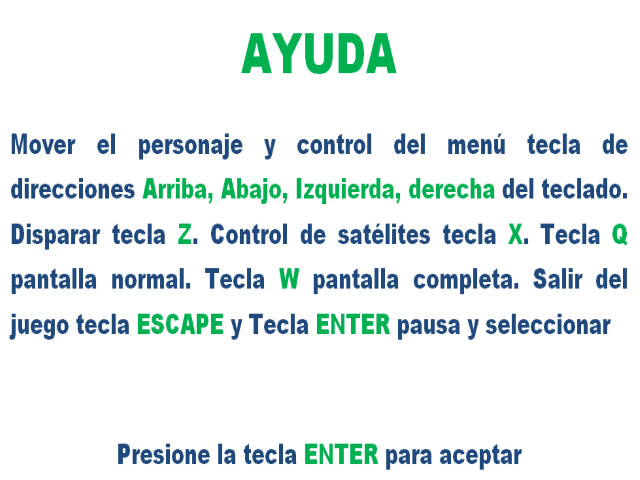 AYUDA
Mover el personaje y control del menú tecla de
direcciones Arriba, Abajo, Izquierda, derecha del teclado.
Disparar tecla Z. Control de satélites tecla X. Tecla Q
pantalla normal. Tecla W pantalla completa. Salir del
juego tecla ESCAPE y Tecla ENTER pausa y seleccionar
Presione la tecla ENTER para aceptar